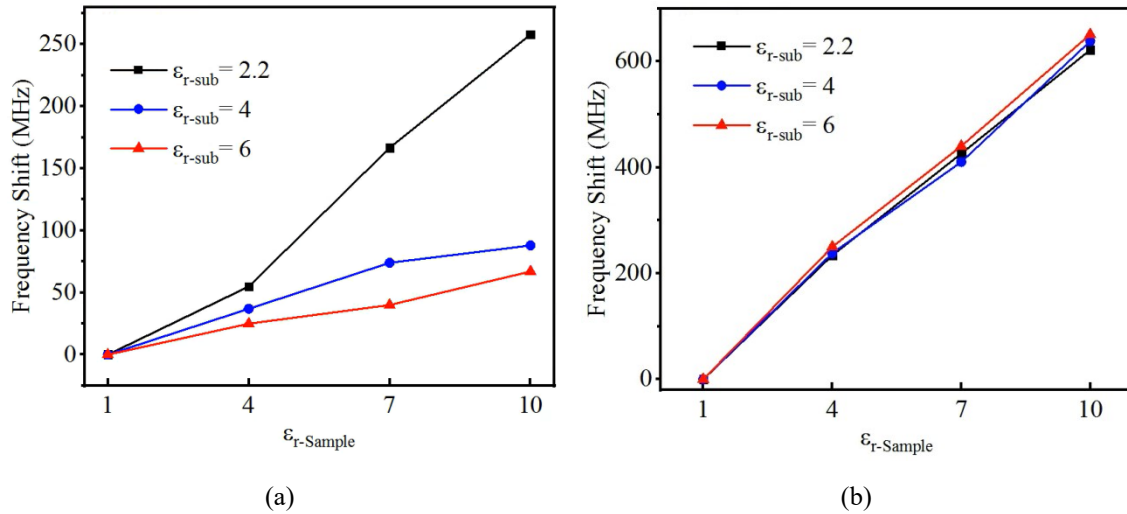 250
200
150
100
50
0
Frequency Shift (MHz)
εr-sub= 2.2
εr-sub= 4
εr-sub= 6
1 4 7 10
εr-Sample
(a)
600
400
200
0
Frequency Shift (MHz)
εr-sub= 2.2
εr-sub= 4
εr-sub= 6
1 4 7 10
εr-Sample
(b)